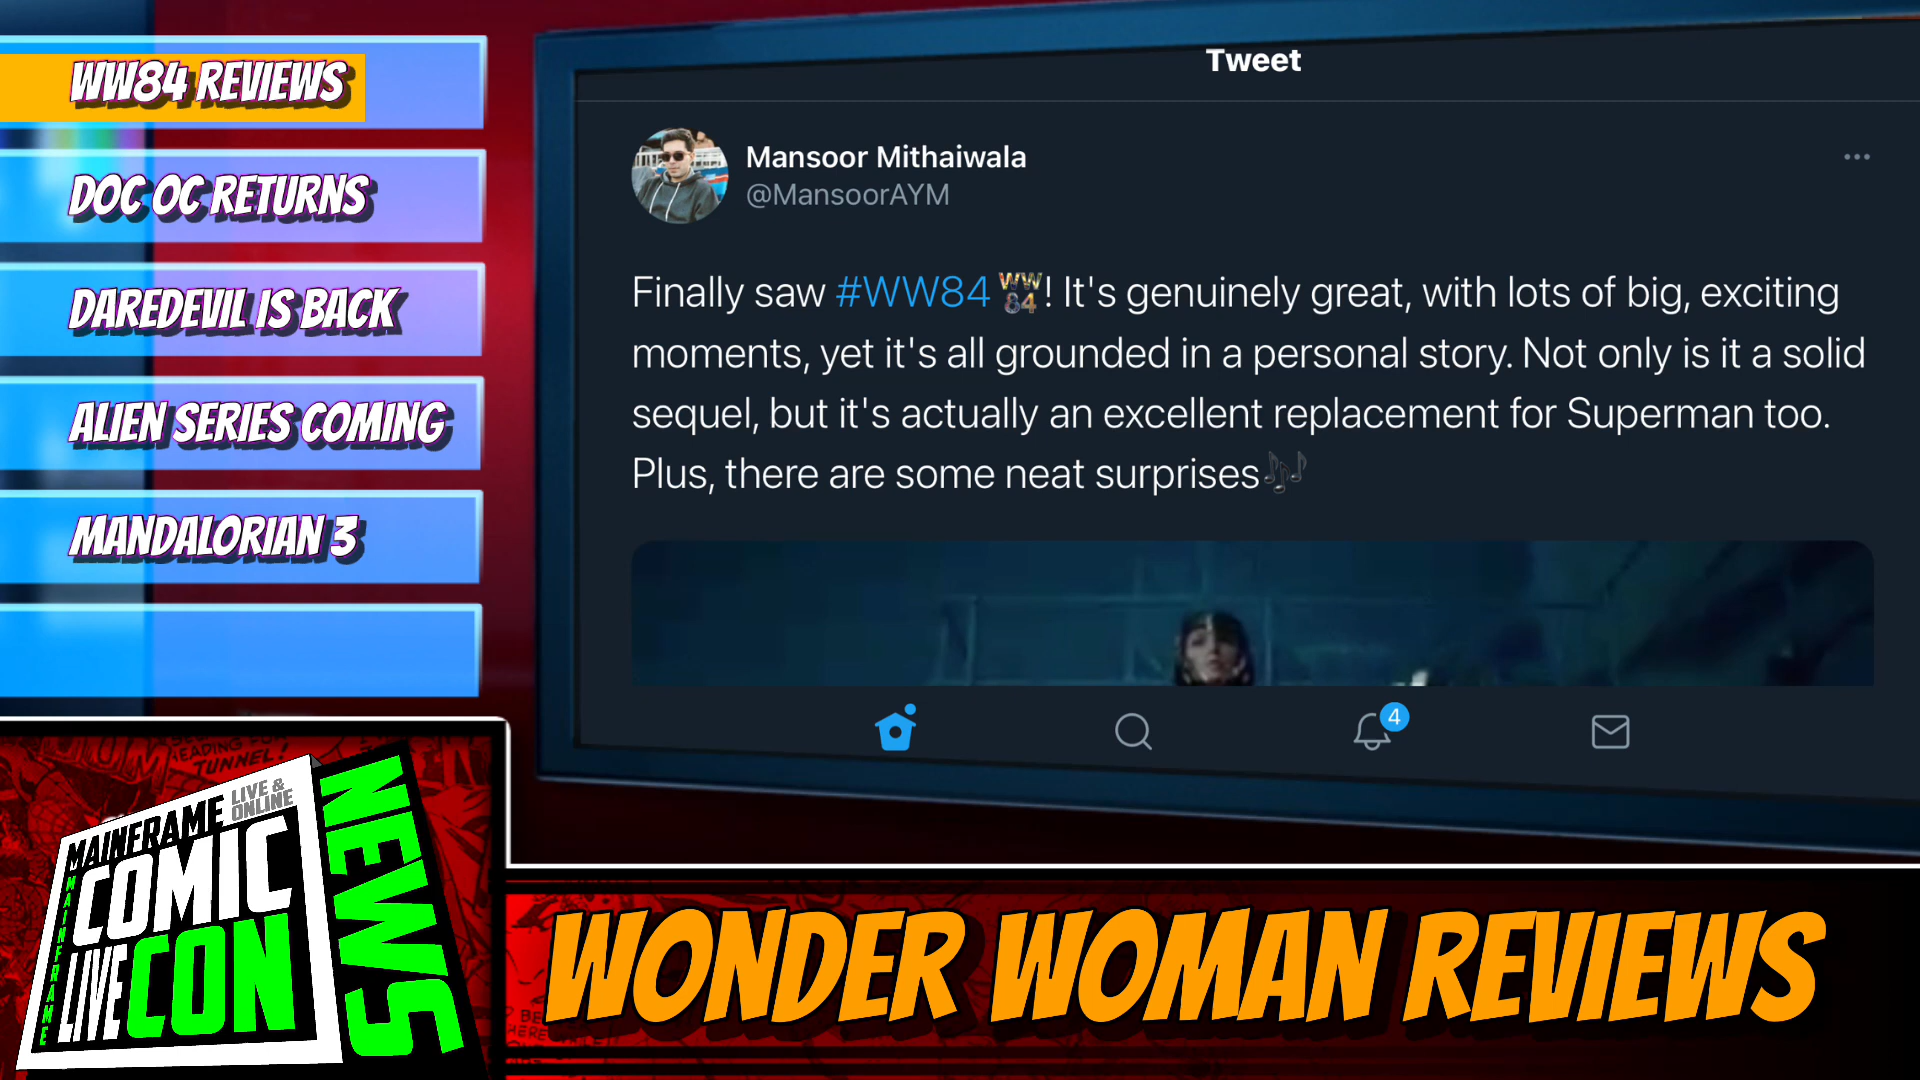 WW84 REVIEWS
DOC OC RETURNS
DAREDEVIL IS BACK
ALIEN SERIES COMING
MANDALORIAN 3
Tweet
Mansoor Mithaiwala
@MansoorAYM
Finally saw #WW84 WW 84! It's genuinely great, with lots of big, exciting
moments, yet it's all grounded in a personal story. Not only is it a solid
sequel, but it's actually an excellent replacement for Superman too.
Plus, there are some neat surprises🎶
4
TUNNEL!
MAINFRAME
LIVE &
ONLINE
COMIC
LIVE CON
MAINFRAME
NEWS
WONDER WOMAN REVIEWS